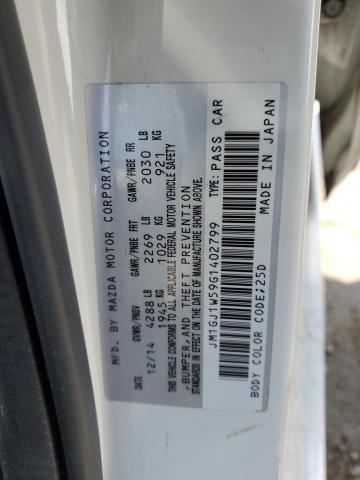 MFD. BY MAZDA MOTOR CORPORATION
GVWR/PNBV GAWR/PNBE FRT GAWR/PNBE RR
12/14 4288 LB 2269 LB 2030 LB
1945 KG 1029 KG 921 KG
THIS VEHICLE CONFORMS TO ALL APPLICABLE FEDERAL MOTOR VEHICLE SAFETY
, BUMPER, AND THEFT PREVENTION
STANDARDS IN EFFECT ON THE DATE OF MANUFACTURE SHOWN ABOVE.
JM1GJ1W59G1402799 TYPE: PASS CAR
BODY COLOR CODE: 25D MADE IN JAPAN